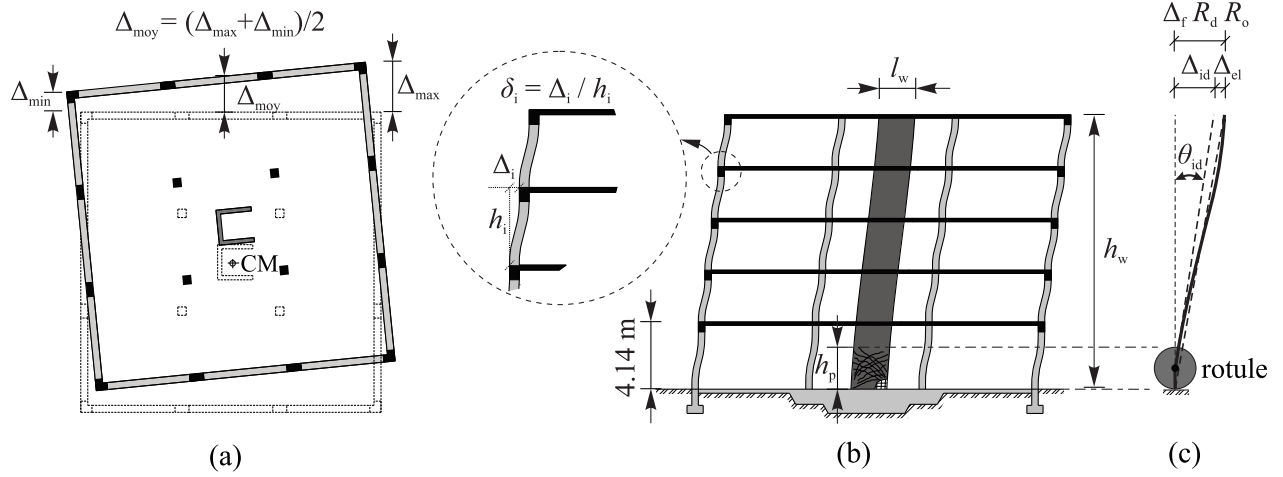 Δmoy = (Δmax+Δmin)/2
Δmin
Δmoy
Δmax
CM
(a)
δi = Δi / hi
Δi
hi
lw
4.14 m
hp
hw
(b)
Δf Rd Ro
Δid Δel
θid
rotule
(c)